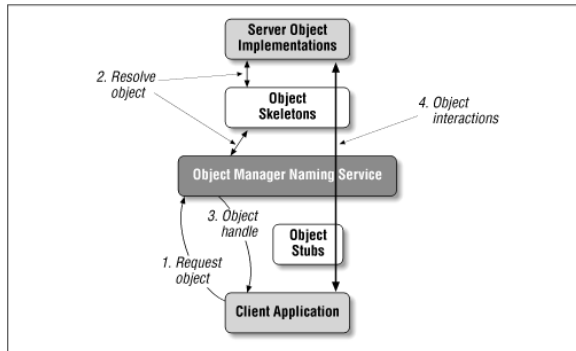 Server Object
Implementations
2. Resolve
object
Object
Skeletons
4. Object
interactions
Object Manager Naming Service
3. Object
handle
Object
Stubs
1. Request
object
Client Application